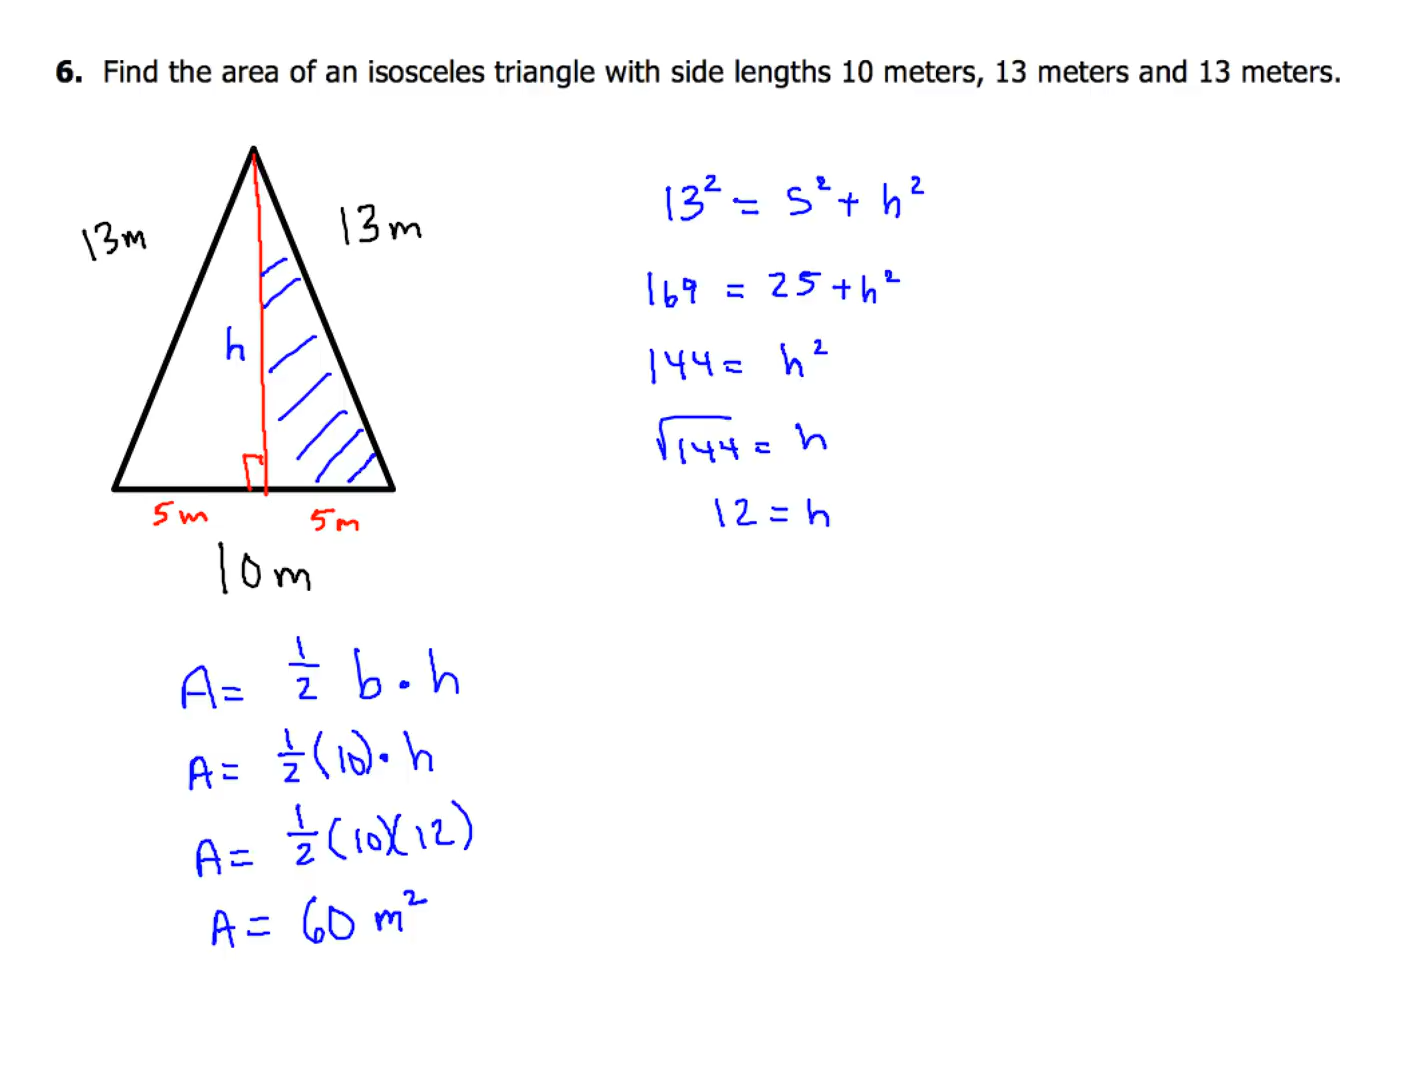 6. Find the area of an isosceles triangle with side lengths 10 meters, 13 meters and 13 meters.
13m
13m
h
5m
5m
10m
13² = 5² + h²
169 = 25 + h²
144 = h²
√144 = h
12 = h
A = 1/2 b · h
A = 1/2 (10) · h
A = 1/2 (10)(12)
A = 60 m²